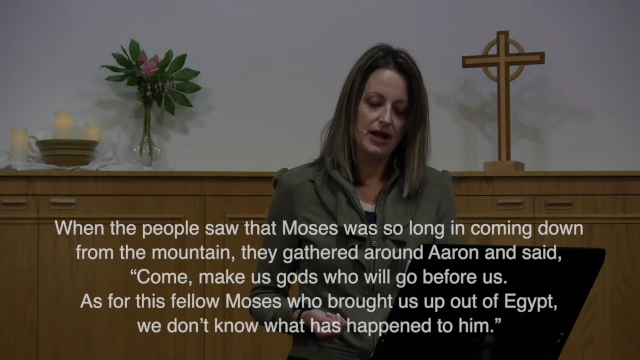 When the people saw that Moses was so long in coming down
from the mountain, they gathered around Aaron and said,
“Come, make us gods who will go before us.
As for this fellow Moses who brought us up out of Egypt,
we don’t know what has happened to him.”